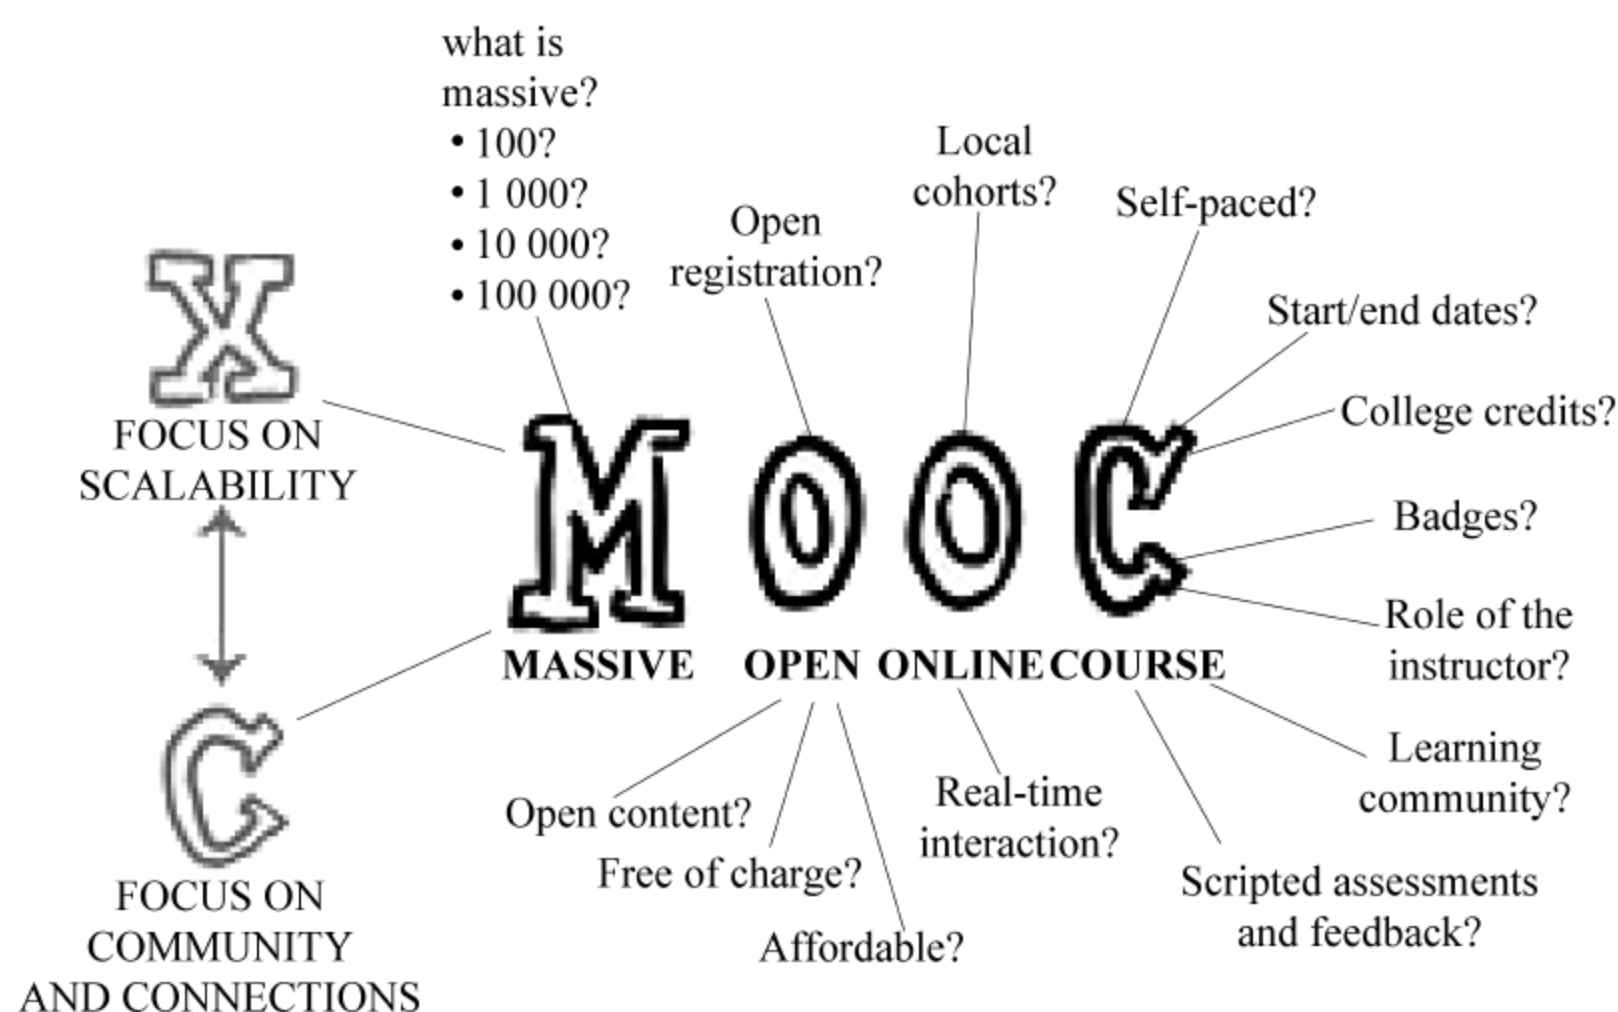 what is
massive?
• 100?
• 1 000?
• 10 000?
• 100 000?
Open
registration?
Local
cohorts?
Self-paced?
Start/end dates?
College credits?
Badges?
Role of the
instructor?
Learning
community?
Scripted assessments
and feedback?
X
FOCUS ON
SCALABILITY
C
FOCUS ON
COMMUNITY
AND CONNECTIONS
MOOC
MASSIVE OPEN ONLINE COURSE
Open content?
Free of charge?
Affordable?
Real-time
interaction?